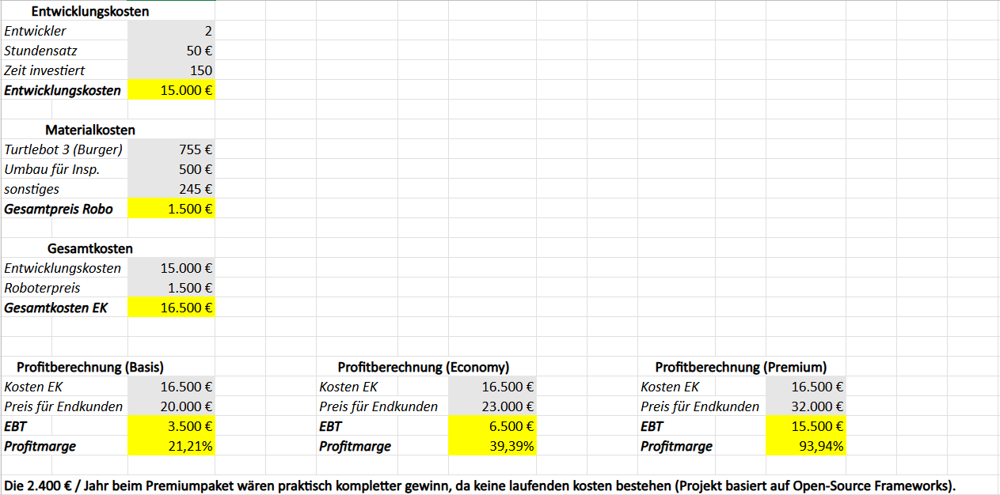 Entwicklungskosten
Entwickler 2
Stundensatz 50 €
Zeit investiert 150
Entwicklungskosten 15.000 €
Materialkosten
Turtlebot 3 (Burger) 755 €
Umbau für Insp. 500 €
sonstiges 245 €
Gesamtpreis Robo 1.500 €
Gesamtkosten
Entwicklungskosten 15.000 €
Roboterpreis 1.500 €
Gesamtkosten EK 16.500 €
Profitberechnung (Basis) Profitberechnung (Economy) Profitberechnung (Premium)
Kosten EK 16.500 € Kosten EK 16.500 € Kosten EK 16.500 €
Preis für Endkunden 20.000 € Preis für Endkunden 23.000 € Preis für Endkunden 32.000 €
EBT 3.500 € EBT 6.500 € EBT 15.500 €
Profitmarge 21,21% Profitmarge 39,39% Profitmarge 93,94%
Die 2.400 € / Jahr beim Premiumpaket wären praktisch kompletter gewinn, da keine laufenden kosten bestehen (Projekt basiert auf Open-Source Frameworks).